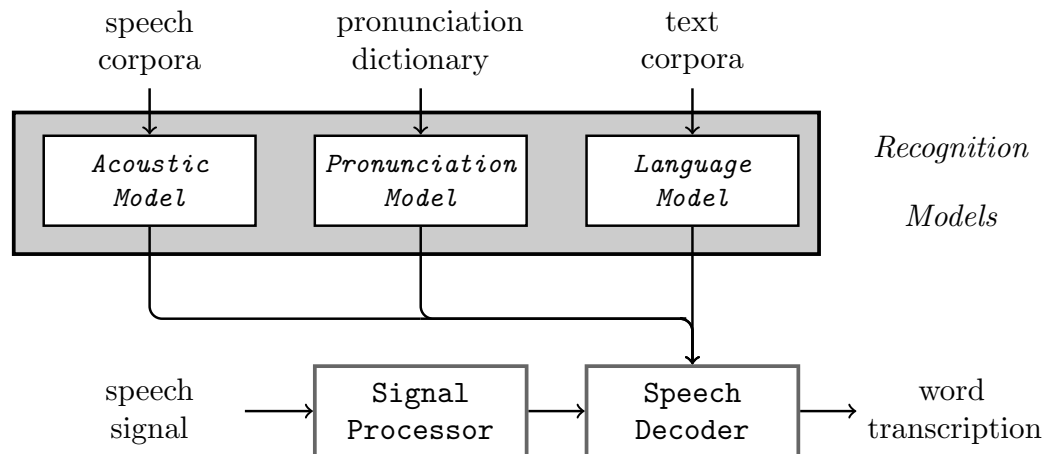 speech
corpora
pronunciation
dictionary
text
corpora
Acoustic
Model
Pronunciation
Model
Language
Model
Recognition
Models
speech
signal
Signal
Processor
Speech
Decoder
word
transcription